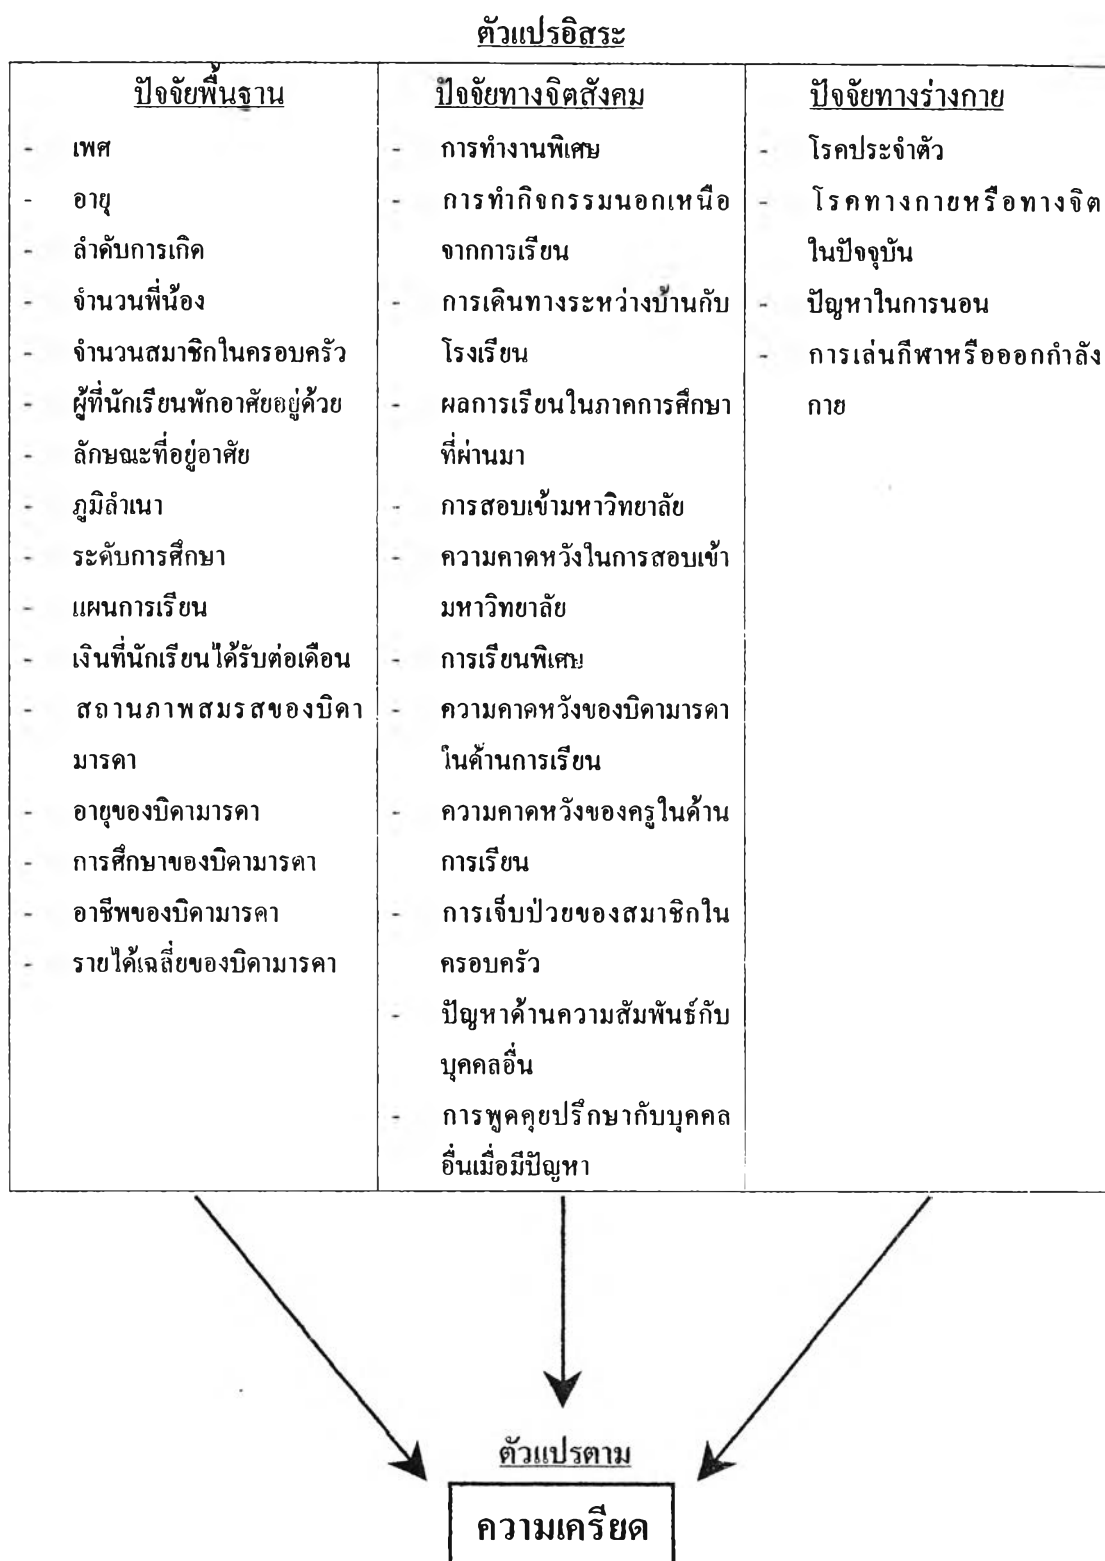 ตัวแปรอิสระ
ปัจจัยพื้นฐาน
- เพศ
- อายุ
- ลำดับการเกิด
- จำนวนพี่น้อง
- จำนวนสมาชิกในครอบครัว
- ผู้ที่นักเรียนพักอาศัยอยู่ด้วย
- ลักษณะที่อยู่อาศัย
- ภูมิลำเนา
- ระดับการศึกษา
- แผนการเรียน
- เงินที่นักเรียนได้รับต่อเดือน
- สถานภาพสมรสของบิดา
มารดา
- อายุของบิดามารดา
- การศึกษาของบิดามารดา
- อาชีพของบิดามารดา
- รายได้เฉลี่ยของบิดามารดา
ปัจจัยทางจิตสังคม
- การทำงานพิเศษ
- การทำกิจกรรมนอกเหนือ
จากการเรียน
- การเดินทางระหว่างบ้านกับ
โรงเรียน
- ผลการเรียนในภาคการศึกษา
ที่ผ่านมา
- การสอบเข้ามหาวิทยาลัย
- ความคาดหวังในการสอบเข้า
มหาวิทยาลัย
- การเรียนพิเศษ
- ความคาดหวังของบิดามารดา
ในด้านการเรียน
- ความคาดหวังของครูในด้าน
การเรียน
- การเจ็บป่วยของสมาชิกใน
ครอบครัว
- ปัญหาด้านความสัมพันธ์กับ
บุคคลอื่น
- การพูดคุยปรึกษากับบุคคล
อื่นเมื่อมีปัญหา
ปัจจัยทางร่างกาย
- โรคประจำตัว
- โรคทางกายหรือทางจิต
ในปัจจุบัน
- ปัญหาในการนอน
- การเล่นกีฬาหรือออกกำลัง
กาย
ตัวแปรตาม
ความเครียด